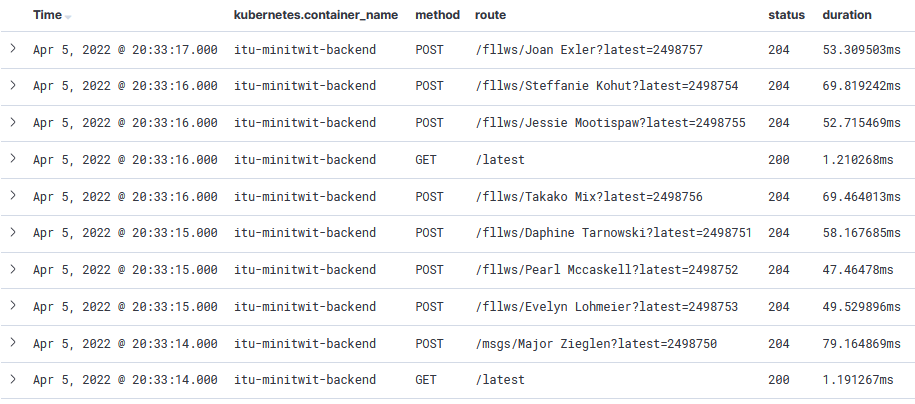 Time kubernetes.container_name method route status duration
Apr 5, 2022 @ 20:33:17.000 itu-minitwit-backend POST /fllws/Joan Exler?latest=2498757 204 53.309503ms
Apr 5, 2022 @ 20:33:16.000 itu-minitwit-backend POST /fllws/Steffanie Kohut?latest=2498754 204 69.819242ms
Apr 5, 2022 @ 20:33:16.000 itu-minitwit-backend POST /fllws/Jessie Mootispaw?latest=2498755 204 52.715469ms
Apr 5, 2022 @ 20:33:16.000 itu-minitwit-backend GET /latest 200 1.210268ms
Apr 5, 2022 @ 20:33:16.000 itu-minitwit-backend POST /fllws/Takako Mix?latest=2498756 204 69.464013ms
Apr 5, 2022 @ 20:33:15.000 itu-minitwit-backend POST /fllws/Daphine Tarnowski?latest=2498751 204 58.167685ms
Apr 5, 2022 @ 20:33:15.000 itu-minitwit-backend POST /fllws/Pearl Mccaskell?latest=2498752 204 47.46478ms
Apr 5, 2022 @ 20:33:15.000 itu-minitwit-backend POST /fllws/Evelyn Lohmeier?latest=2498753 204 49.529896ms
Apr 5, 2022 @ 20:33:14.000 itu-minitwit-backend POST /msgs/Major Zieglen?latest=2498750 204 79.164869ms
Apr 5, 2022 @ 20:33:14.000 itu-minitwit-backend GET /latest 200 1.191267ms